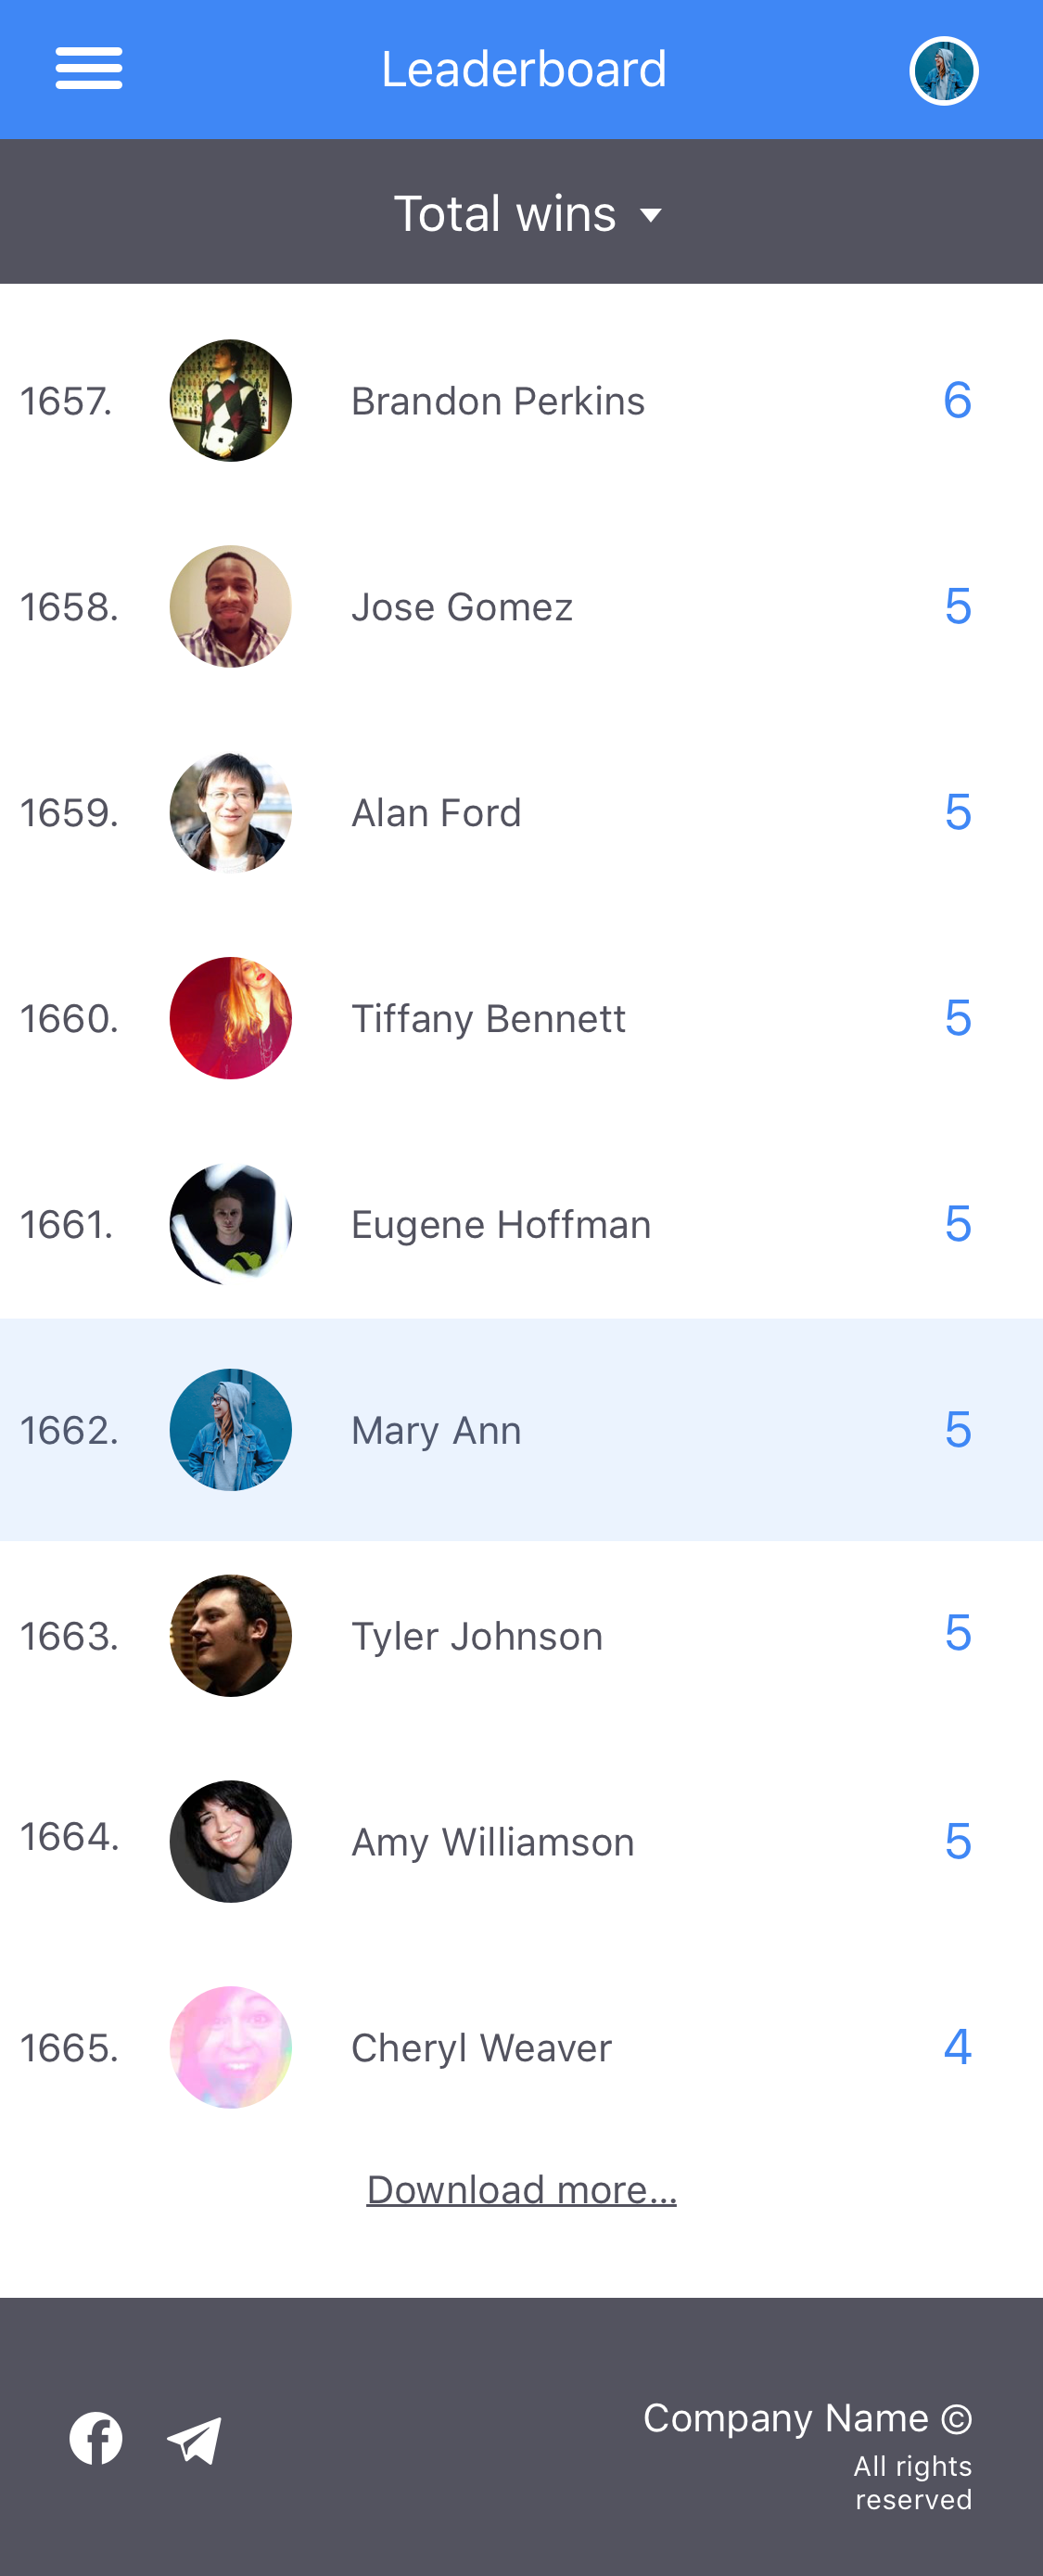 Leaderboard
Total wins
1657. Brandon Perkins 6
1658. Jose Gomez 5
1659. Alan Ford 5
1660. Tiffany Bennett 5
1661. Eugene Hoffman 5
1662. Mary Ann 5
1663. Tyler Johnson 5
1664. Amy Williamson 5
1665. Cheryl Weaver 4
Download more...
Company Name ©
All rights
reserved